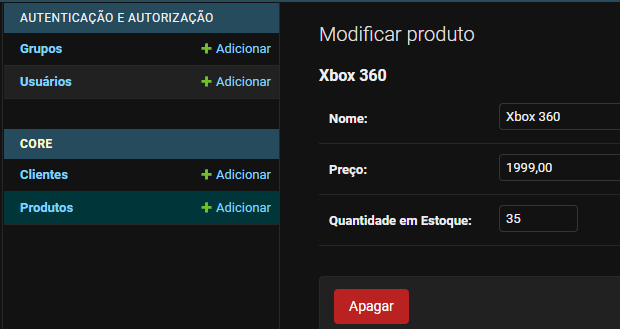 AUTENTICAÇÃO E AUTORIZAÇÃO
Grupos + Adicionar
Usuários + Adicionar
CORE
Clientes + Adicionar
Produtos + Adicionar
Modificar produto
Xbox 360
Nome: Xbox 360
Preço: 1999,00
Quantidade em Estoque: 35
Apagar